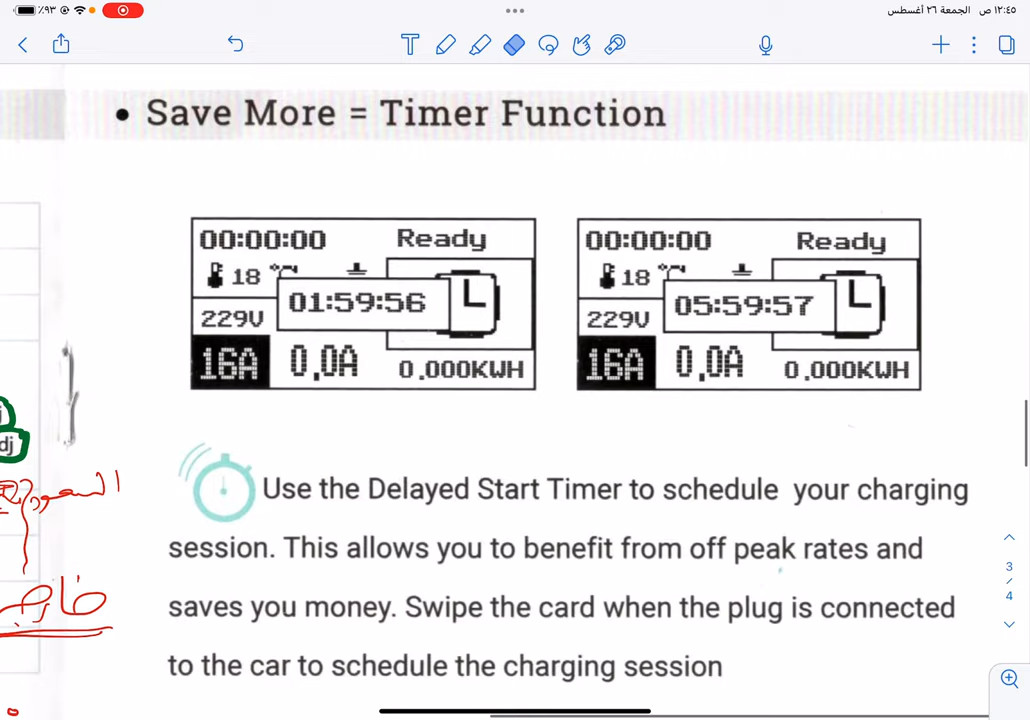 ١٢:٤٥ ص الجمعة ٢٦ أغسطس
٪٩٣
• Save More = Timer Function
00:00:00 Ready
18
01:59:56
229V
16A 0,0A 0.000KWH
00:00:00 Ready
18
05:59:57
229V
16A 0,0A 0.000KWH
dj
Use the Delayed Start Timer to schedule your charging
session. This allows you to benefit from off peak rates and
saves you money. Swipe the card when the plug is connected
to the car to schedule the charging session
3
/
4